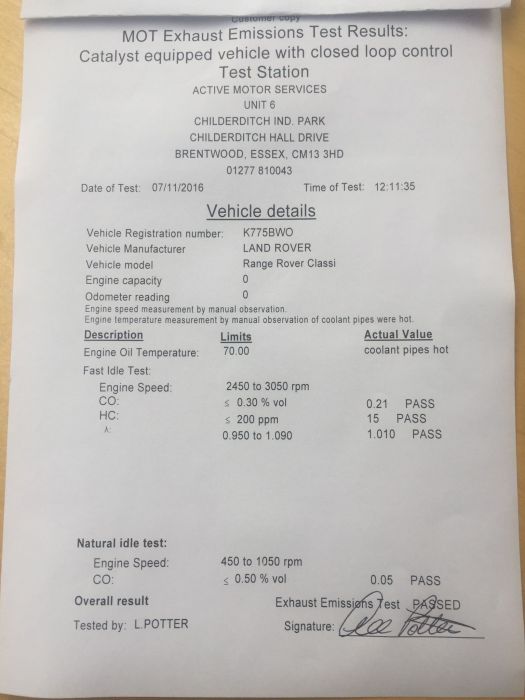 Customer copy
MOT Exhaust Emissions Test Results:
Catalyst equipped vehicle with closed loop control
Test Station
ACTIVE MOTOR SERVICES
UNIT 6
CHILDERDITCH IND. PARK
CHILDERDITCH HALL DRIVE
BRENTWOOD, ESSEX, CM13 3HD
01277 810043
Date of Test: 07/11/2016 Time of Test: 12:11:35
Vehicle details
Vehicle Registration number: K775BWO
Vehicle Manufacturer LAND ROVER
Vehicle model Range Rover Classi
Engine capacity 0
Odometer reading 0
Engine speed measurement by manual observation.
Engine temperature measurement by manual observation of coolant pipes were hot.
Description Limits Actual Value
Engine Oil Temperature: 70.00 coolant pipes hot
Fast Idle Test:
Engine Speed: 2450 to 3050 rpm
CO: ≤ 0.30 % vol 0.21 PASS
HC: ≤ 200 ppm 15 PASS
λ: 0.950 to 1.090 1.010 PASS
Natural idle test:
Engine Speed: 450 to 1050 rpm
CO: ≤ 0.50 % vol 0.05 PASS
Overall result Exhaust Emissions Test PASSED
Tested by: L.POTTER Signature: Lee Potter